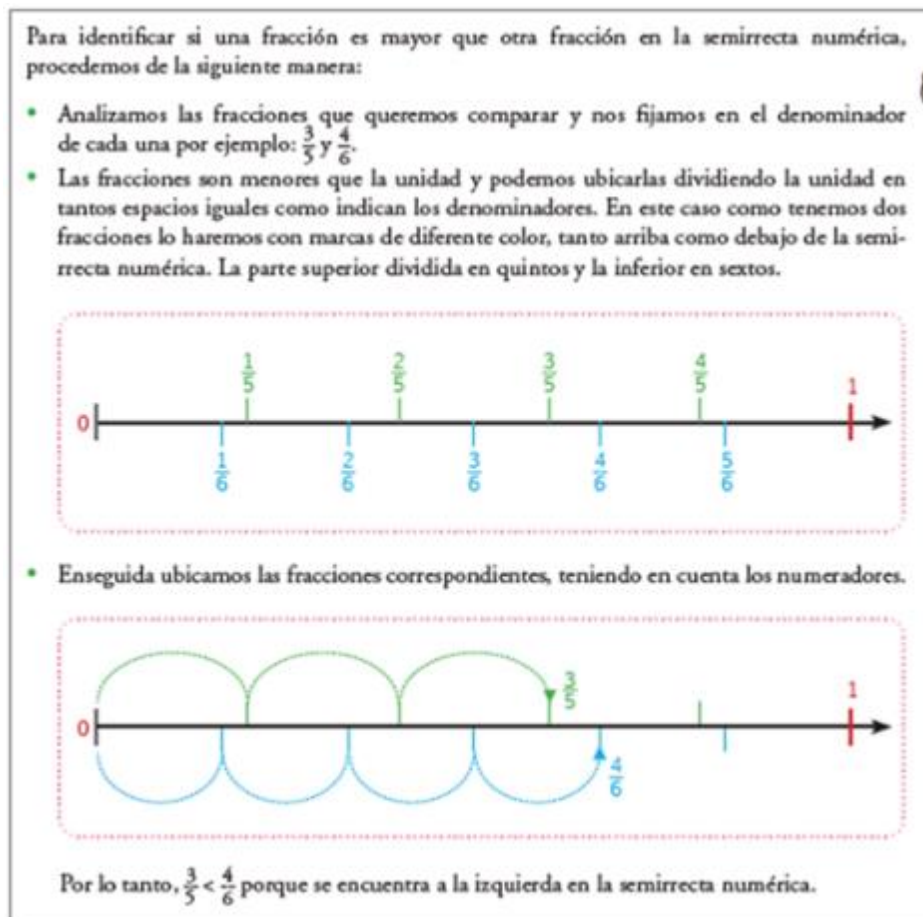 Para identificar si una fracción es mayor que otra fracción en la semirrecta numérica,
procedemos de la siguiente manera:
• Analizamos las fracciones que queremos comparar y nos fijamos en el denominador
de cada una por ejemplo: 3/5 y 4/6.
• Las fracciones son menores que la unidad y podemos ubicarlas dividiendo la unidad en
tantos espacios iguales como indican los denominadores. En este caso como tenemos dos
fracciones lo haremos con marcas de diferente color, tanto arriba como debajo de la semi-
rrecta numérica. La parte superior dividida en quintos y la inferior en sextos.
1/5 2/5 3/5 4/5 1
0
1/6 2/6 3/6 4/6 5/6
• Enseguida ubicamos las fracciones correspondientes, teniendo en cuenta los numeradores.
3/5 1
0
4/6
Por lo tanto, 3/5 < 4/6 porque se encuentra a la izquierda en la semirrecta numérica.